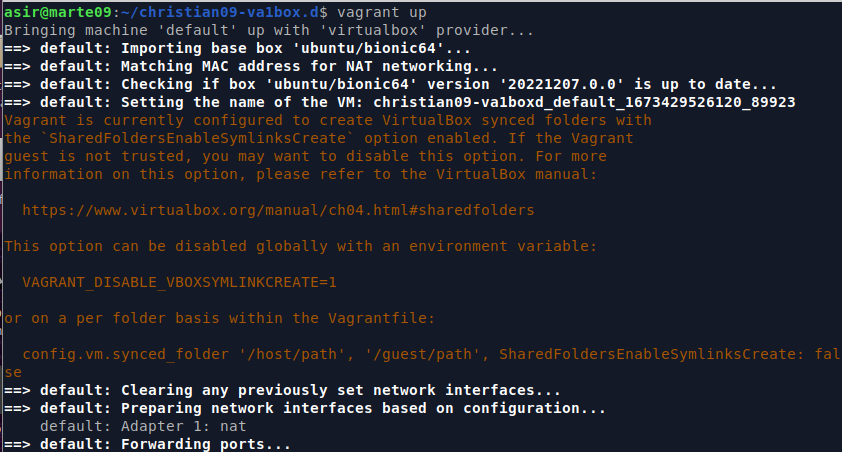 asir@marte09:~/christian09-va1box.d$ vagrant up
Bringing machine 'default' up with 'virtualbox' provider...
==> default: Importing base box 'ubuntu/bionic64'...
==> default: Matching MAC address for NAT networking...
==> default: Checking if box 'ubuntu/bionic64' version '20221207.0.0' is up to date...
==> default: Setting the name of the VM: christian09-va1boxd_default_1673429526120_89923
Vagrant is currently configured to create VirtualBox synced folders with
the `SharedFoldersEnableSymlinksCreate` option enabled. If the Vagrant
guest is not trusted, you may want to disable this option. For more
information on this option, please refer to the VirtualBox manual:

  https://www.virtualbox.org/manual/ch04.html#sharedfolders

This option can be disabled globally with an environment variable:

  VAGRANT_DISABLE_VBOXSYMLINKCREATE=1

or on a per folder basis within the Vagrantfile:

  config.vm.synced_folder '/host/path', '/guest/path', SharedFoldersEnableSymlinksCreate: fal
se
==> default: Clearing any previously set network interfaces...
==> default: Preparing network interfaces based on configuration...
    default: Adapter 1: nat
==> default: Forwarding ports...